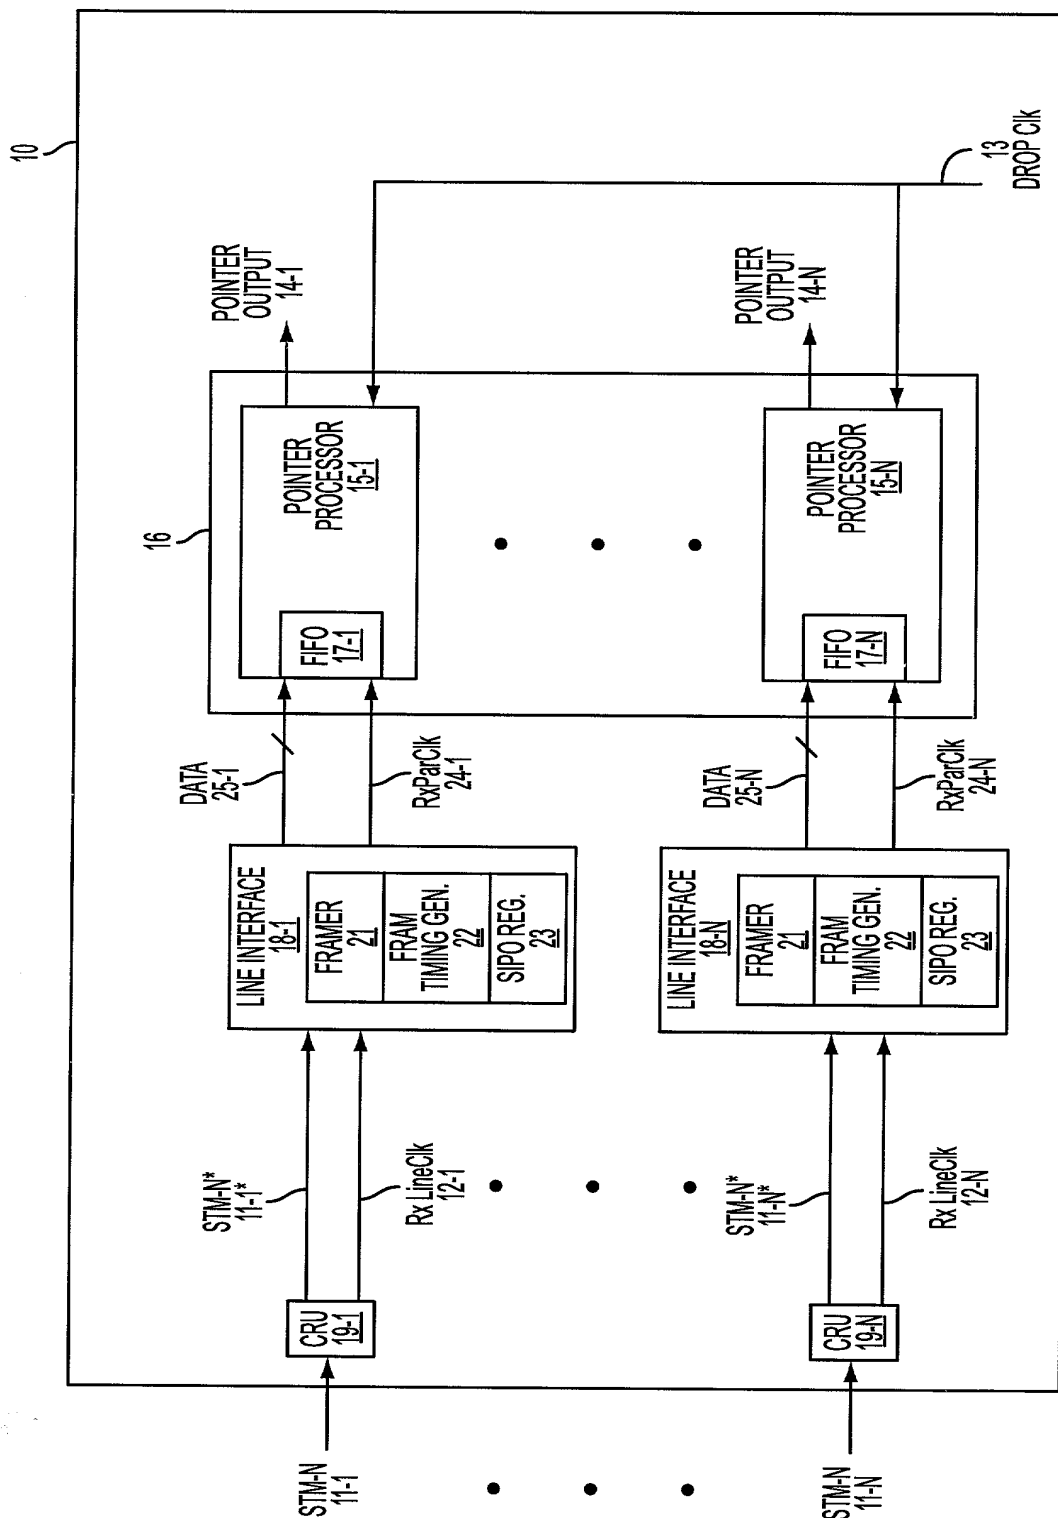 10
STM-N
11-1
CRU
19-1
STM-N*
11-1*
Rx LineClk
12-1
LINE INTERFACE
18-1
FRAMER
21
FRAM
TIMING GEN.
22
SIPO REG.
23
DATA
25-1
RxParClk
24-1
16
FIFO
17-1
POINTER
PROCESSOR
15-1
POINTER
OUTPUT
14-1
STM-N
11-N
CRU
19-N
STM-N*
11-N*
Rx LineClk
12-N
LINE INTERFACE
18-N
FRAMER
21
FRAM
TIMING GEN.
22
SIPO REG.
23
DATA
25-N
RxParClk
24-N
FIFO
17-N
POINTER
PROCESSOR
15-N
POINTER
OUTPUT
14-N
13
DROP Clk